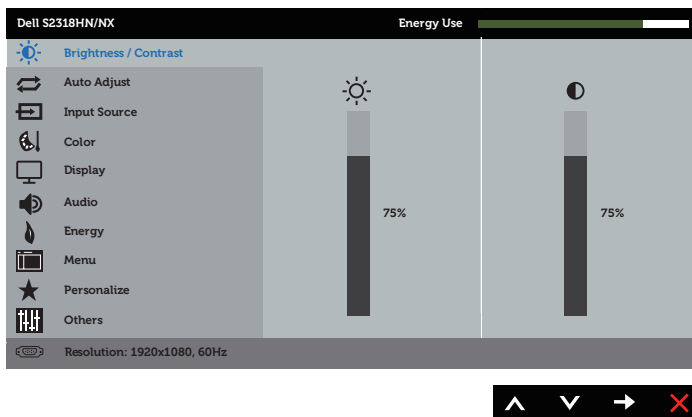 Dell S2318HN/NX Energy Use
Brightness / Contrast
Auto Adjust
Input Source
Color
Display
Audio
75% 75%
Energy
Menu
Personalize
Others
Resolution: 1920x1080, 60Hz